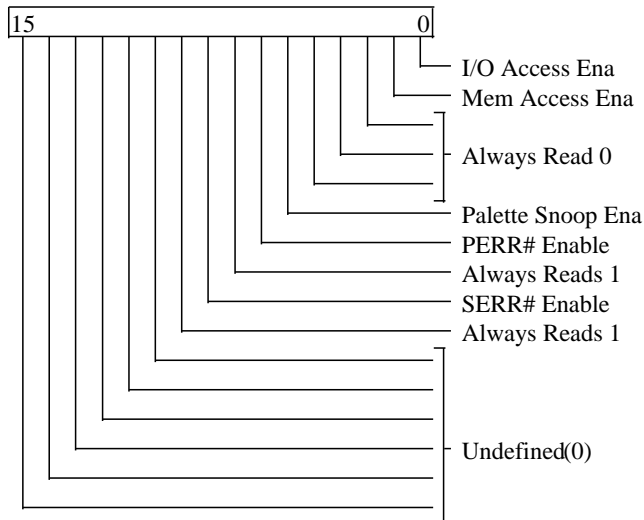 15 0
I/O Access Ena
Mem Access Ena
Always Read 0
Palette Snoop Ena
PERR# Enable
Always Reads 1
SERR# Enable
Always Reads 1
Undefined(0)